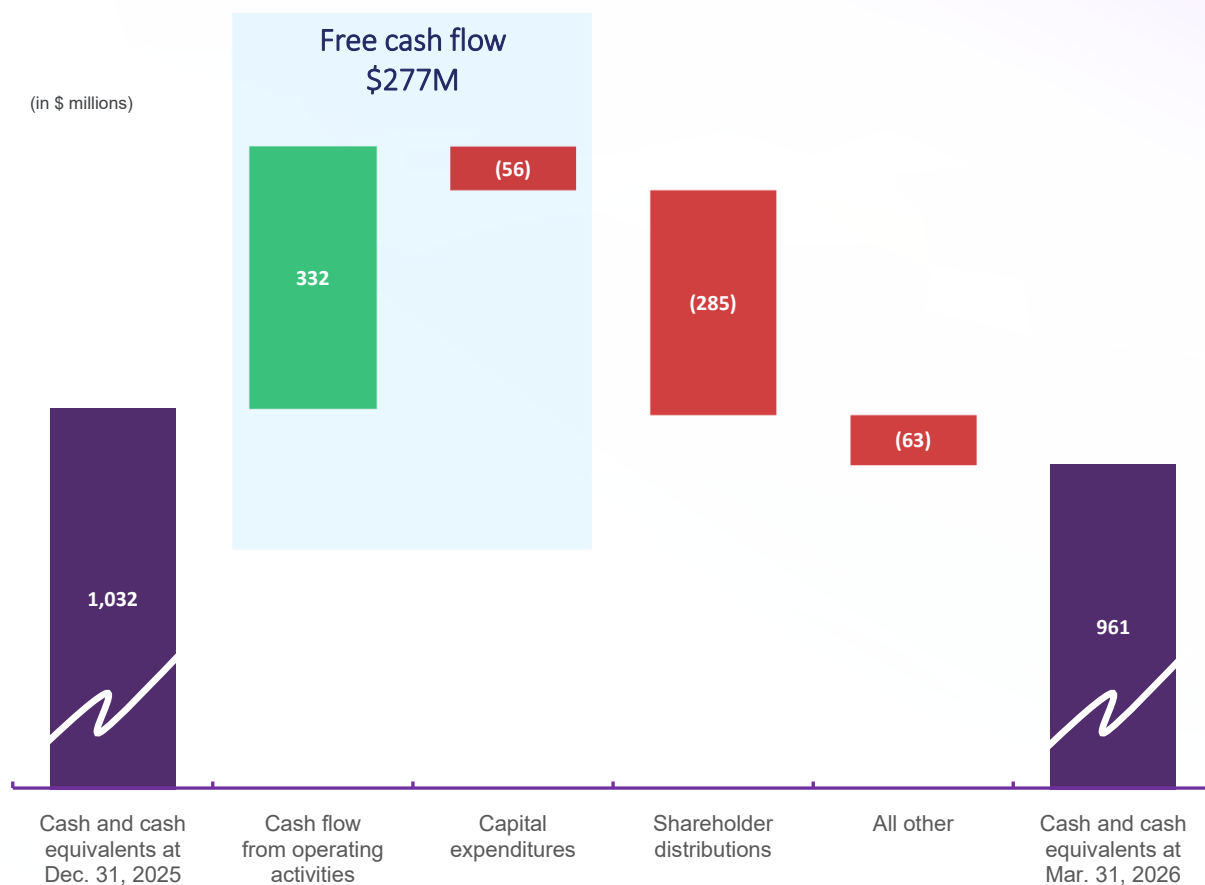 Free cash flow
$277M
(in $ millions)
(56)
332
(285)
(63)
1,032
961
Cash and cash
equivalents at
Dec. 31, 2025
Cash flow
from operating
activities
Capital
expenditures
Shareholder
distributions
All other
Cash and cash
equivalents at
Mar. 31, 2026